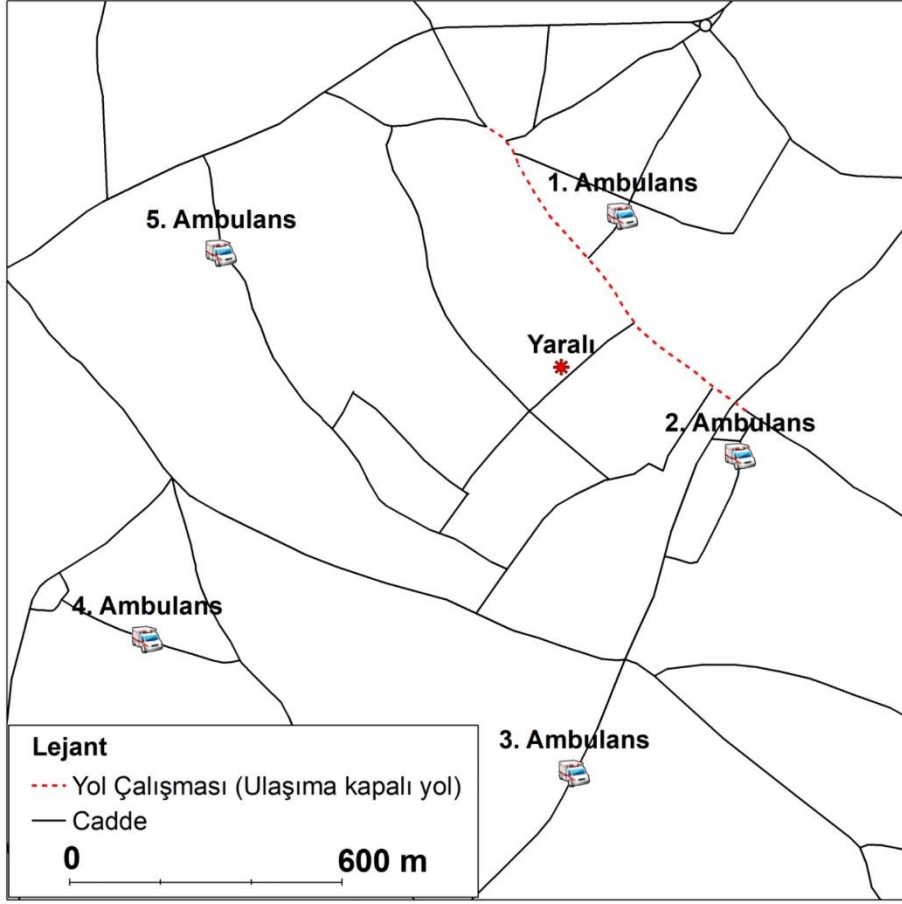 1. Ambulans
5. Ambulans
Yaralı
2. Ambulans
4. Ambulans
3. Ambulans
Lejant
Yol Çalışması (Ulaşıma kapalı yol)
Cadde
0 600 m